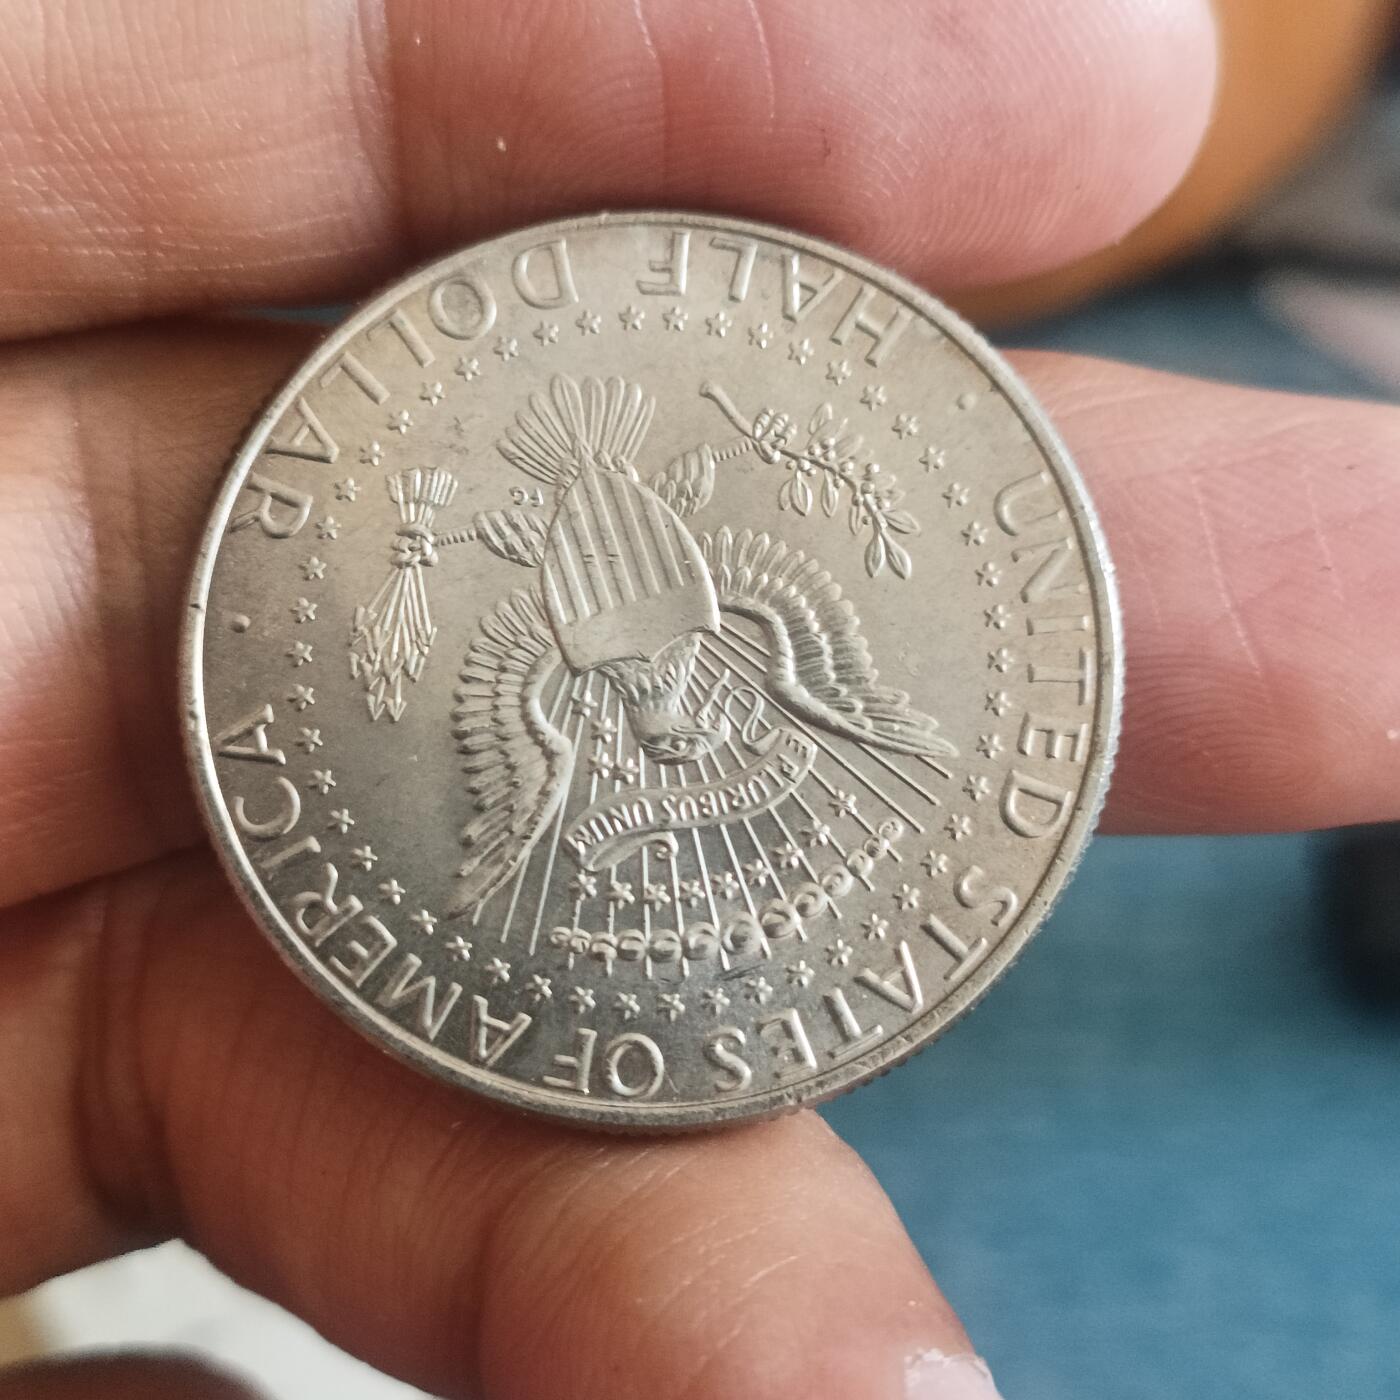 UNITED STATES OF AMERICA
E PLURIBUS UNUM
FG
HALF DOLLAR